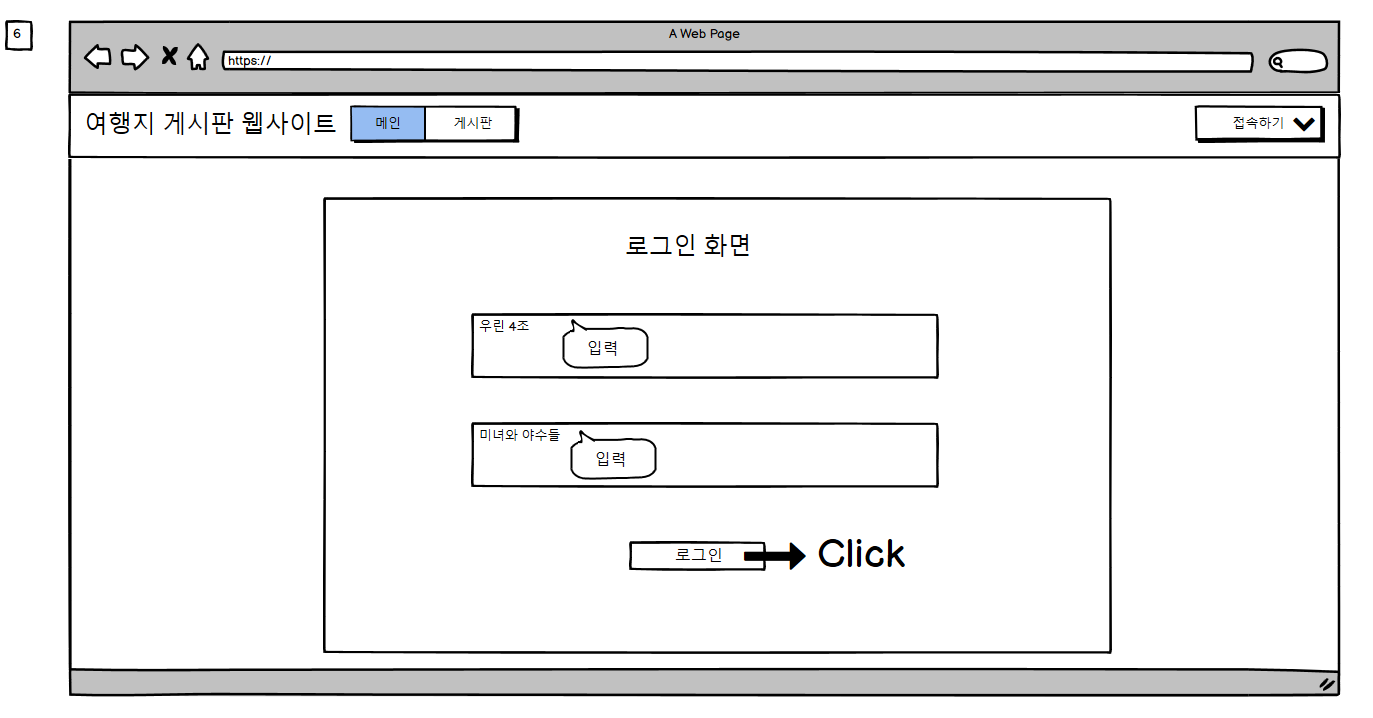 6
A Web Page
https://
여행지 게시판 웹사이트 메인 게시판 접속하기
로그인 화면
우린 4조
입력
미녀와 야수들
입력
로그인 Click